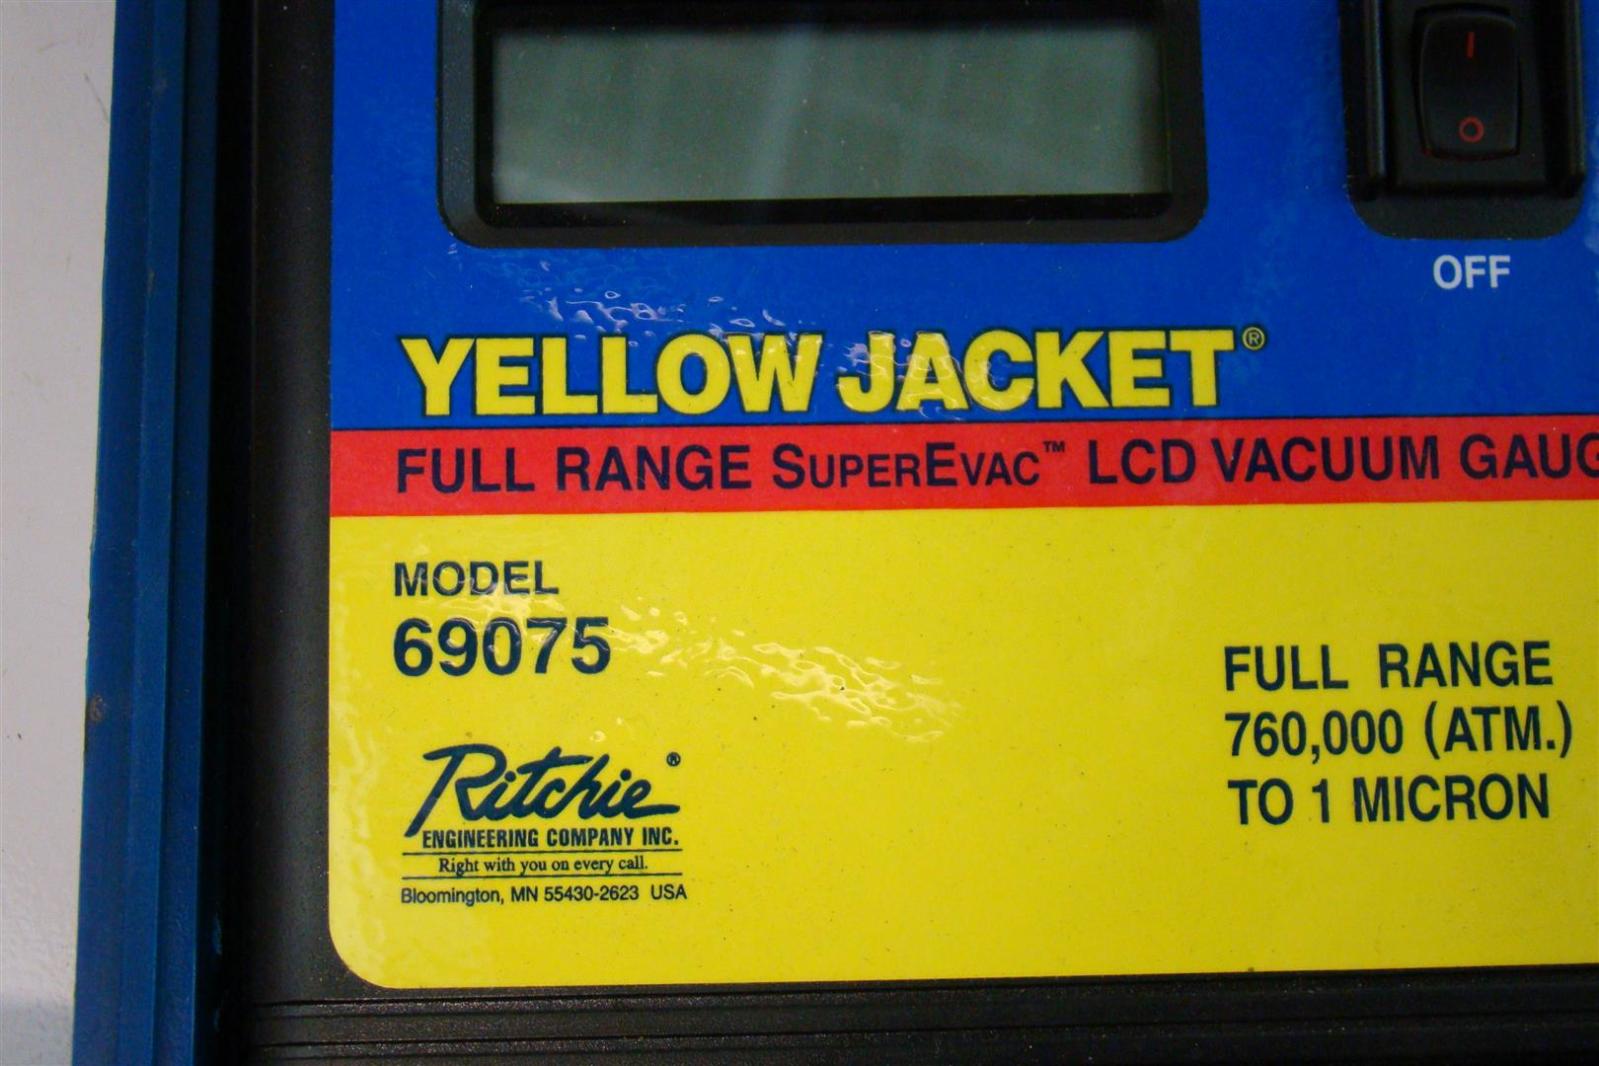 I
O
OFF
YELLOW JACKET®
FULL RANGE SUPEREVAC™ LCD VACUUM GAUG
MODEL
69075
FULL RANGE
760,000 (ATM.)
TO 1 MICRON
Ritchie®
ENGINEERING COMPANY INC.
Right with you on every call.
Bloomington, MN 55430-2623 USA